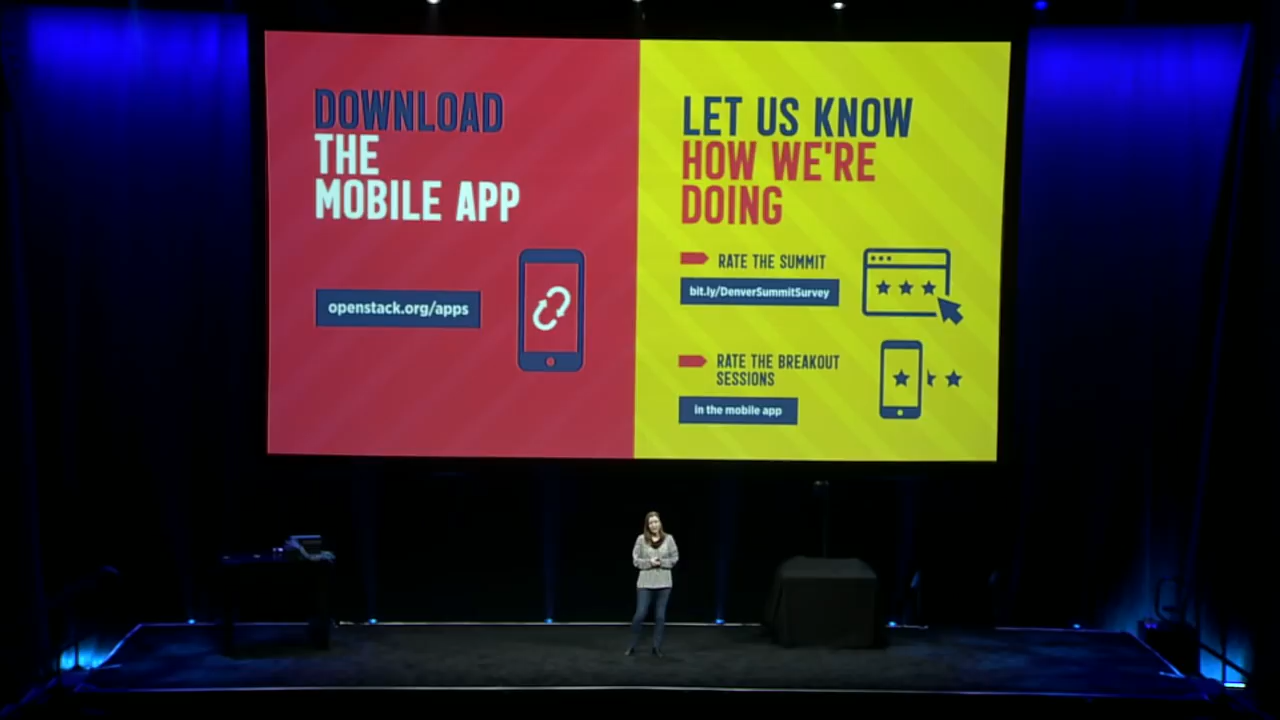 DOWNLOAD
THE
MOBILE APP
openstack.org/apps
LET US KNOW
HOW WE'RE
DOING
RATE THE SUMMIT
bit.ly/DenverSummitSurvey
RATE THE BREAKOUT
SESSIONS
in the mobile app